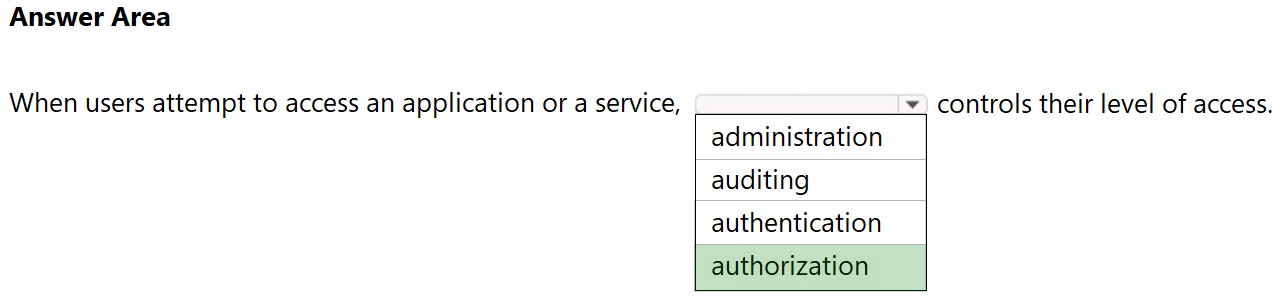 Answer Area
When users attempt to access an application or a service, controls their level of access.
administration
auditing
authentication
authorization